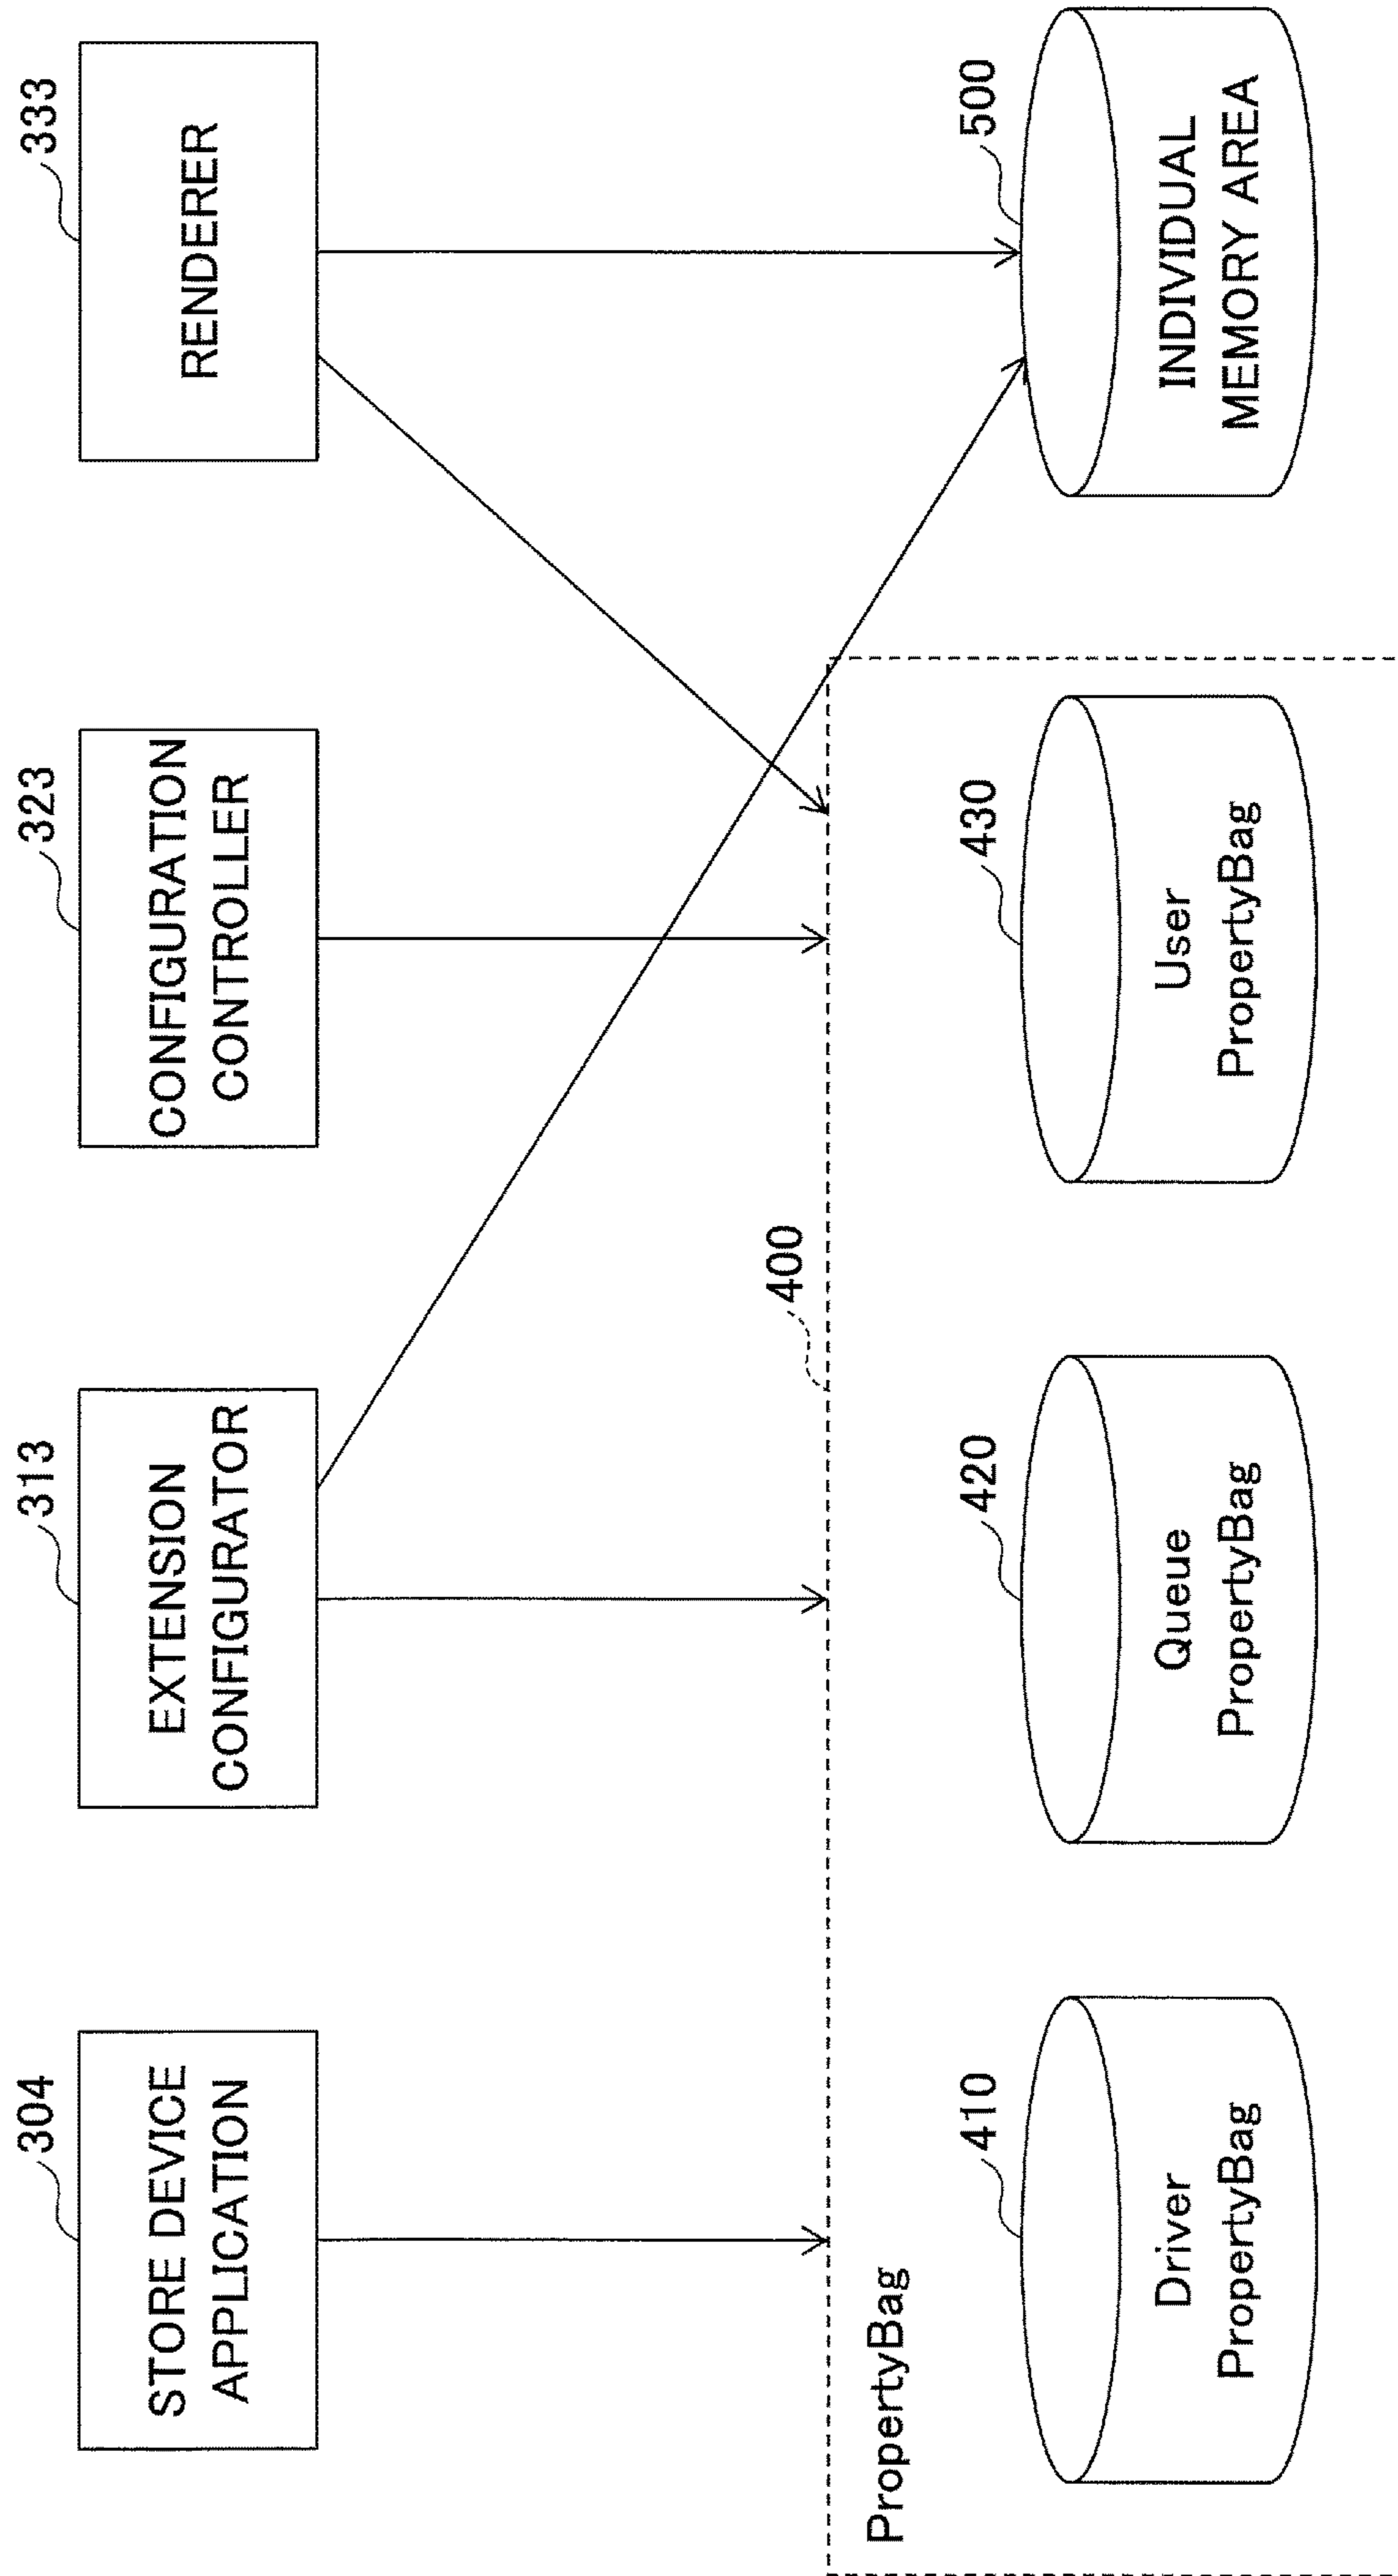 304
STORE DEVICE
APPLICATION
313
EXTENSION
CONFIGURATOR
323
CONFIGURATION
CONTROLLER
333
RENDERER
400
PropertyBag
410
Driver
PropertyBag
420
Queue
PropertyBag
430
User
PropertyBag
500
INDIVIDUAL
MEMORY AREA